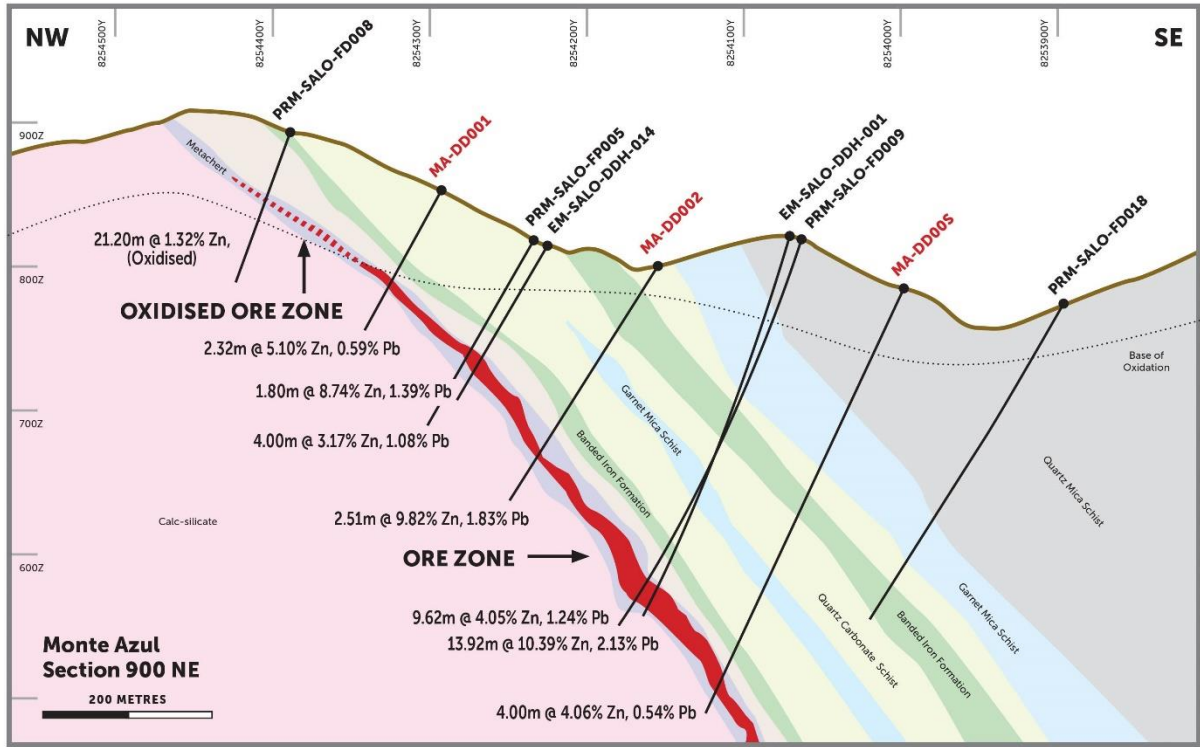 NW
SE
8254500Y
8254400Y
8254300Y
8254200Y
8254100Y
8254000Y
8253900Y
PRM-SALO-FD008
MA-DD001
PRM-SALO-FP005
EM-SALO-DDH-014
MA-DD002
EM-SALO-DDH-001
PRM-SALO-FD009
MA-DD00S
PRM-SALO-FD018
900Z
800Z
700Z
600Z
Metachert
21.20m @ 1.32% Zn,
(Oxidised)
OXIDISED ORE ZONE
2.32m @ 5.10% Zn, 0.59% Pb
1.80m @ 8.74% Zn, 1.39% Pb
4.00m @ 3.17% Zn, 1.08% Pb
2.51m @ 9.82% Zn, 1.83% Pb
ORE ZONE
9.62m @ 4.05% Zn, 1.24% Pb
13.92m @ 10.39% Zn, 2.13% Pb
4.00m @ 4.06% Zn, 0.54% Pb
Calc-silicate
Banded Iron Formation
Garnet Mica Schist
Quartz Carbonate Schist
Banded Iron Formation
Garnet Mica Schist
Quartz Mica Schist
Base of
Oxidation
Monte Azul
Section 900 NE
200 METRES